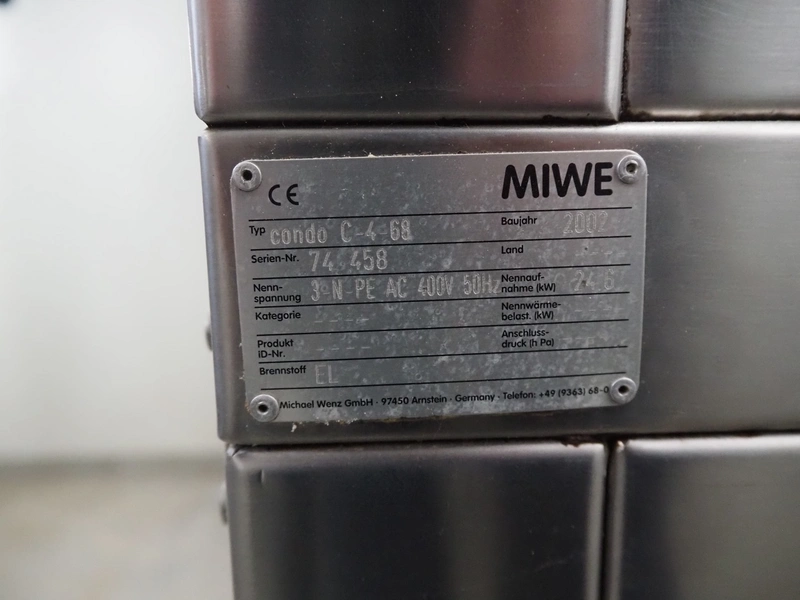 CE MIWE
Typ condo C-4-68 Baujahr 2002
Serien-Nr. 74 458 Land
Nenn-
spannung 3 N PE AC 400V 50HZ Nennauf-
nahme (kW) 24.6
Kategorie Nennwärme-
belast. (kW)
Produkt
iD-Nr. Anschluss-
druck (h Pa)
Brennstoff EL
Michael Wenz GmbH · 97450 Arnstein · Germany · Telefon: +49 (9363) 68-0